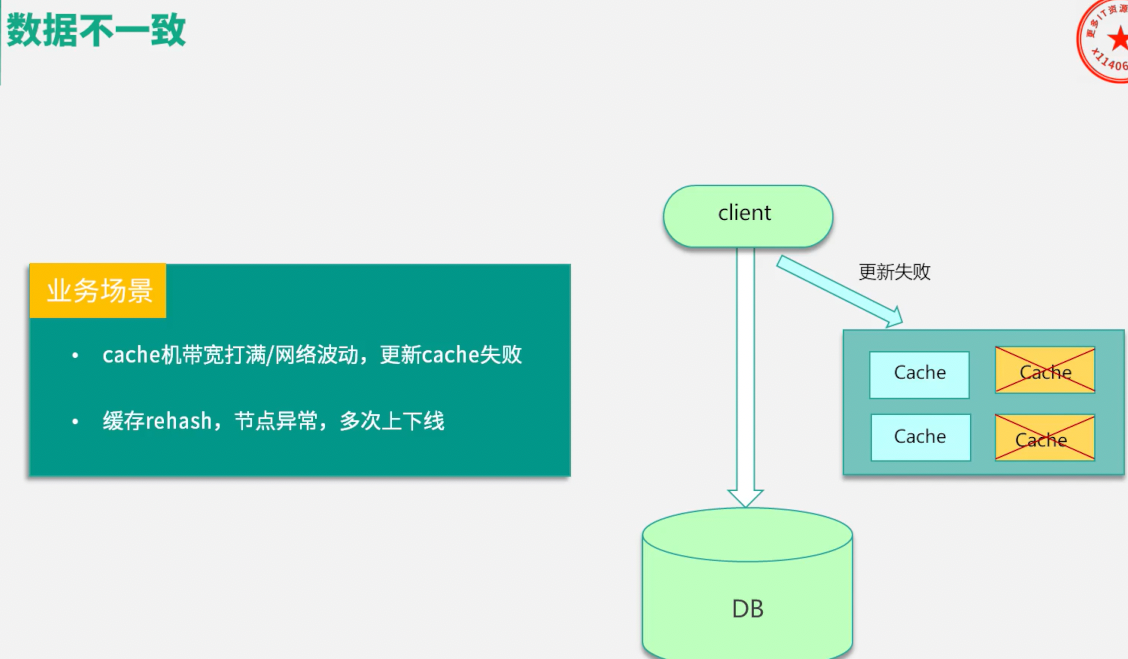 数据不一致
更多IT资源
x11406
client
更新失败
业务场景
• cache机带宽打满/网络波动，更新cache失败
• 缓存rehash，节点异常，多次上下线
Cache
Cache
Cache
Cache
DB